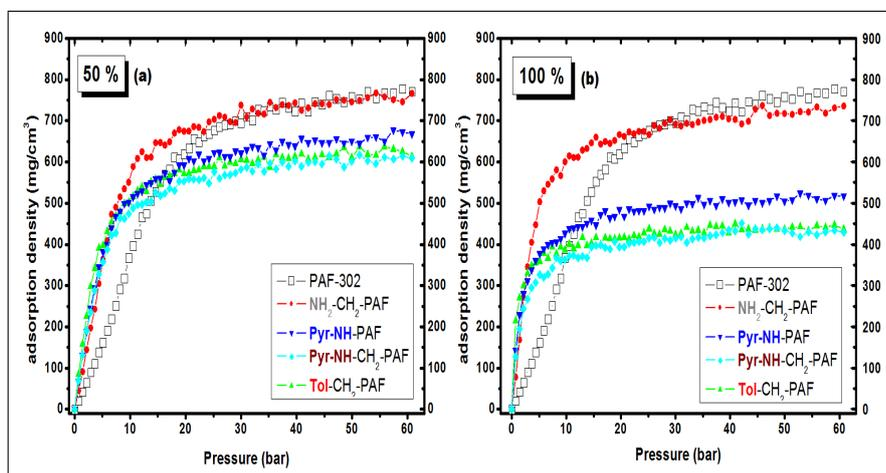 50 % (a)
adsorption density (mg/cm³)
900 900
800 800
700 700
600 600
500 500
400 400
300 300
200 200
100 100
0 0
PAF-302
NH₂-CH₂-PAF
Pyr-NH-PAF
Pyr-NH-CH₂-PAF
Tol-CH₂-PAF
0 10 20 30 40 50 60
Pressure (bar)
100 % (b)
adsorption density (mg/cm³)
900 900
800 800
700 700
600 600
500 500
400 400
300 300
200 200
100 100
0 0
PAF-302
NH₂-CH₂-PAF
Pyr-NH-PAF
Pyr-NH-CH₂-PAF
Tol-CH₂-PAF
0 10 20 30 40 50 60
Pressure (bar)